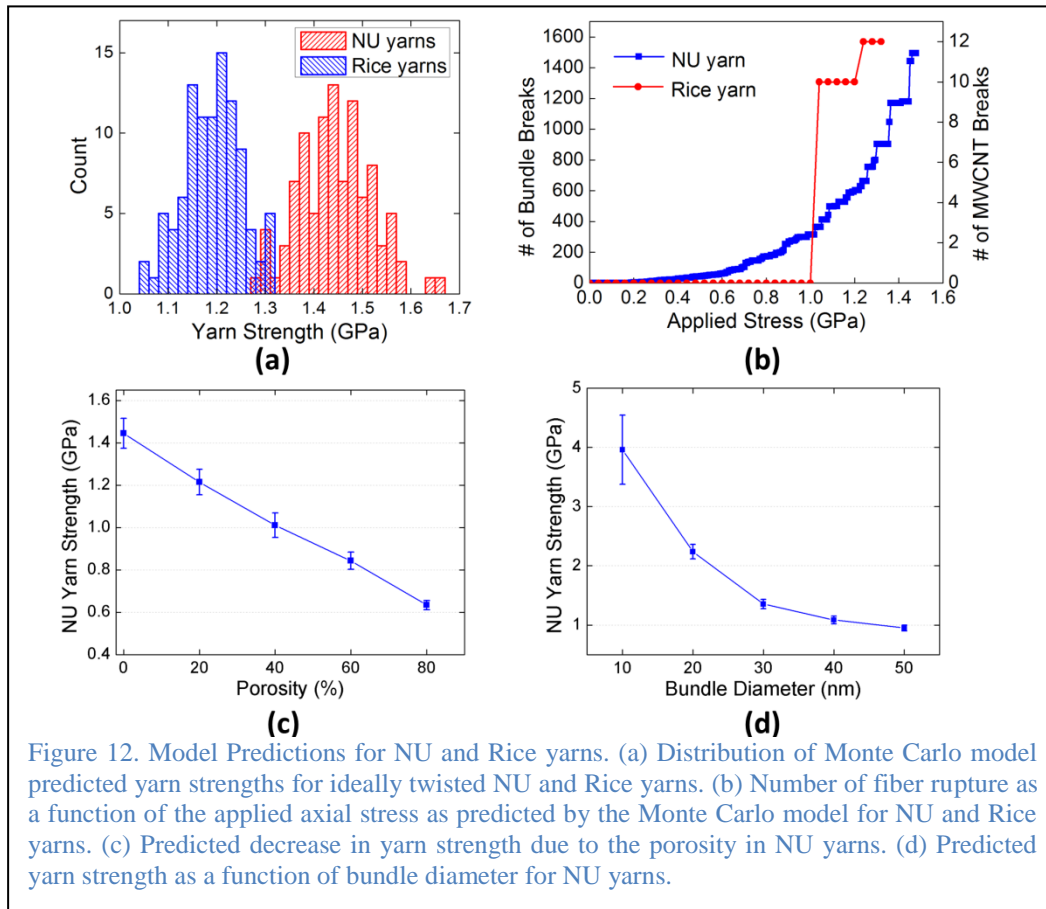 15
10
5
0
Count
NU yarns
Rice yarns
1.0 1.1 1.2 1.3 1.4 1.5 1.6 1.7
Yarn Strength (GPa)
(a)
1600
1400
1200
1000
800
600
400
200
0
# of Bundle Breaks
NU yarn
Rice yarn
12
10
8
6
4
2
0
# of MWCNT Breaks
0.0 0.2 0.4 0.6 0.8 1.0 1.2 1.4 1.6
Applied Stress (GPa)
(b)
1.6
1.4
1.2
1.0
0.8
0.6
0.4
NU Yarn Strength (GPa)
0 20 40 60 80
Porosity (%)
(c)
5
4
3
2
1
NU Yarn Strength (GPa)
10 20 30 40 50
Bundle Diameter (nm)
(d)
Figure 12. Model Predictions for NU and Rice yarns. (a) Distribution of Monte Carlo model
predicted yarn strengths for ideally twisted NU and Rice yarns. (b) Number of fiber rupture as
a function of the applied axial stress as predicted by the Monte Carlo model for NU and Rice
yarns. (c) Predicted decrease in yarn strength due to the porosity in NU yarns. (d) Predicted
yarn strength as a function of bundle diameter for NU yarns.